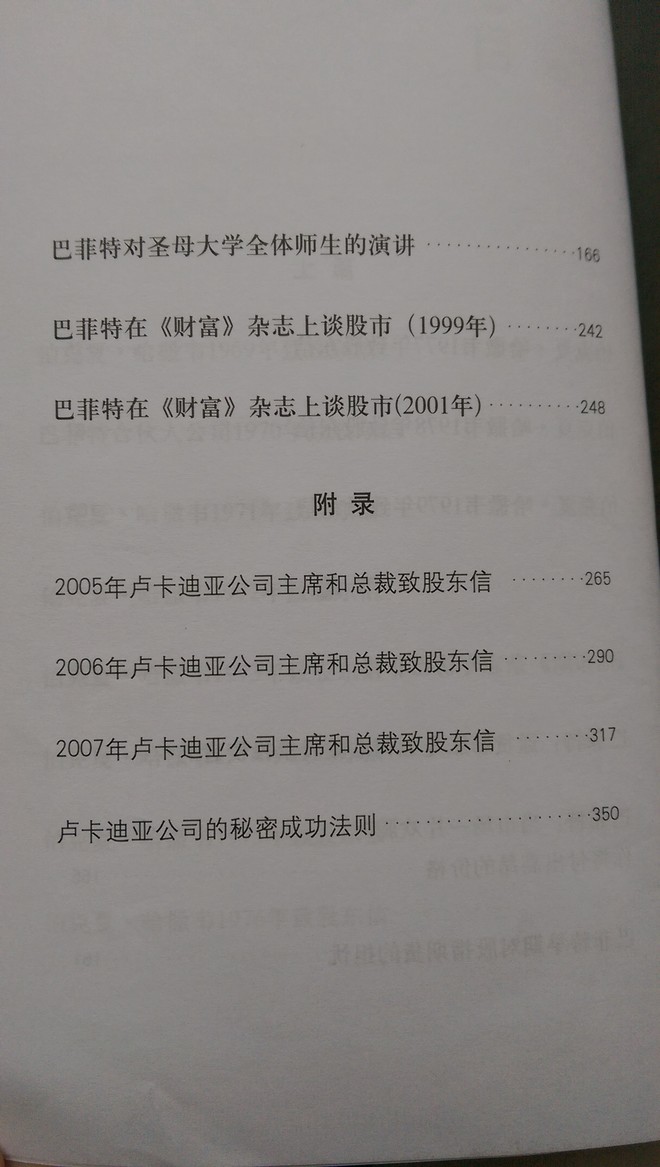 巴菲特对圣母大学全体师生的演讲 ················166
巴菲特在《财富》杂志上谈股市（1999年）········242
巴菲特在《财富》杂志上谈股市(2001年)··········248
附 录
2005年卢卡迪亚公司主席和总裁致股东信 ········265
2006年卢卡迪亚公司主席和总裁致股东信 ·········290
2007年卢卡迪亚公司主席和总裁致股东信 ········317
卢卡迪亚公司的秘密成功法则·····················350